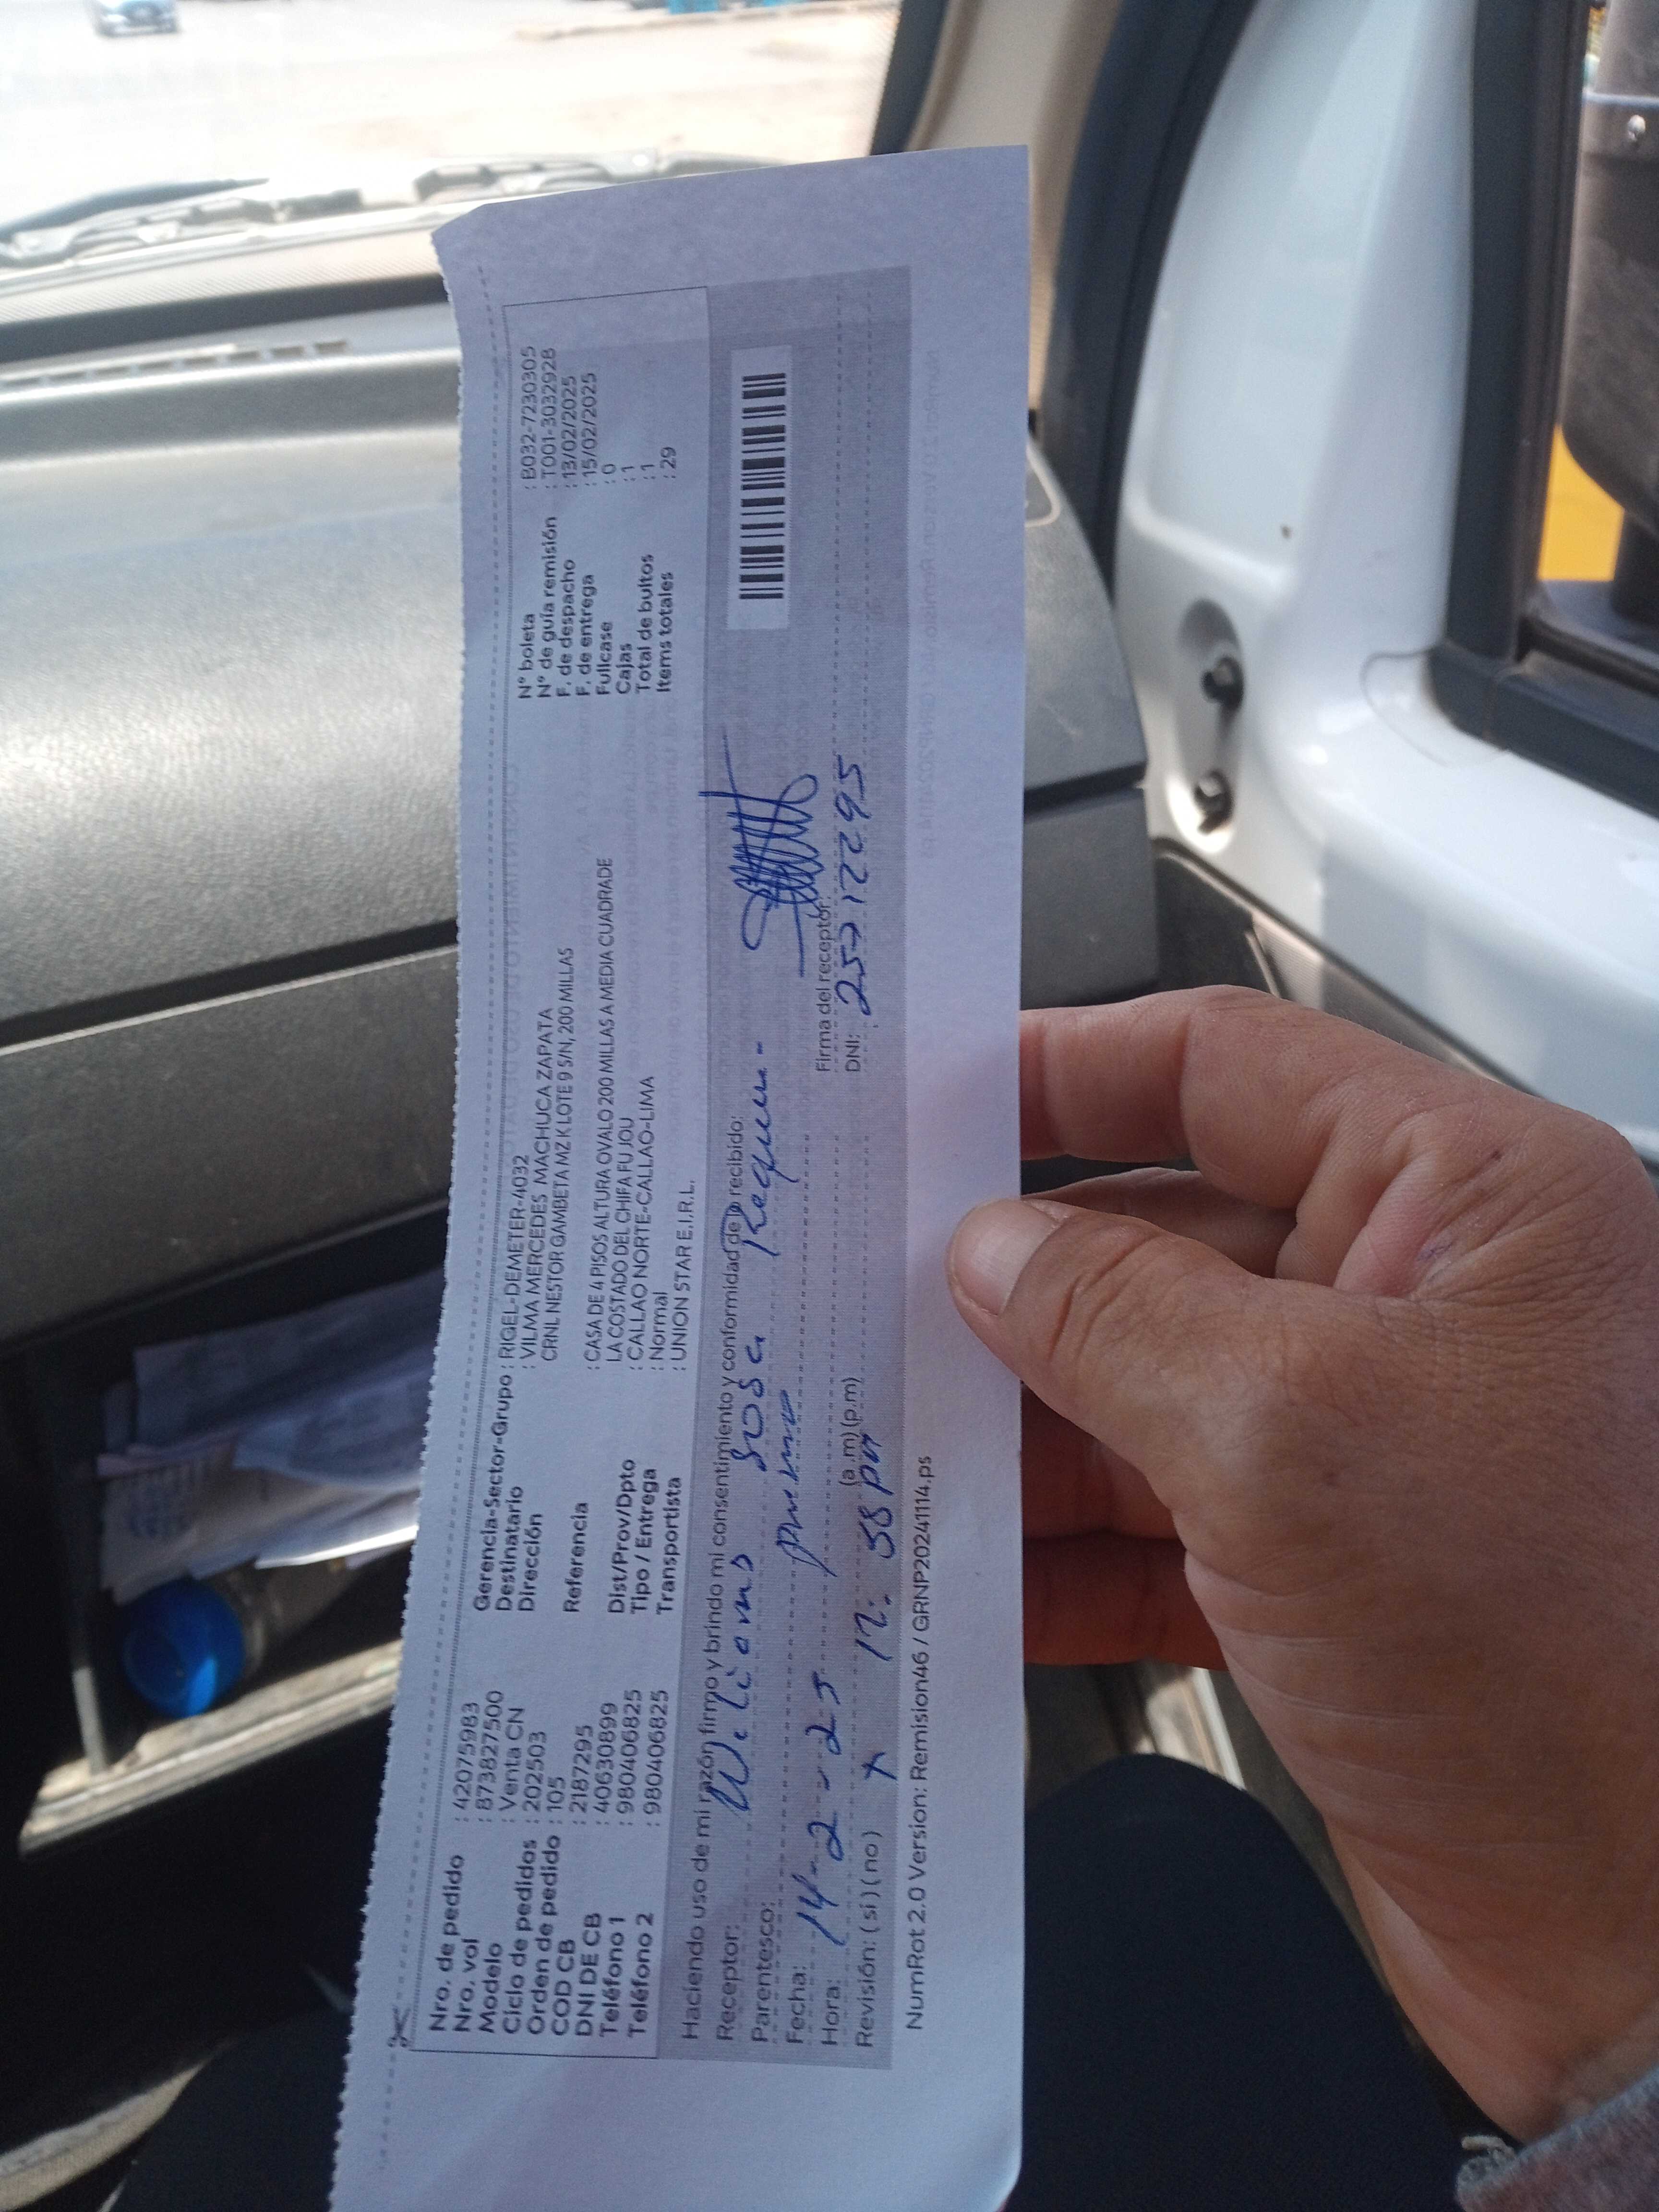 Nro. de pedido : 42075983
Nro. vol : 873827500
Modelo : Venta CN
Ciclo de pedidos : 202503
Orden de pedido : 105
COD CB : 2187295
DNI DE CB : 40630899
Teléfono 1 : 980406825
Teléfono 2 : 980406825
Gerencia-Sector-Grupo : RIGEL-DEMETER-4032
Destinatario : VILMA MERCEDES MACHUCA ZAPATA
Dirección CRNL NESTOR GAMBETA MZ K LOTE 9 S/N, 200 MILLAS
Referencia : CASA DE 4 PISOS ALTURA OVALO 200 MILLAS A MEDIA CUADRADE
LA COSTADO DEL CHIFA FU JOU
Dist/Prov/Dpto : CALLAO NORTE-CALLAO-LIMA
Tipo / Entrega : Normal
Transportista : UNION STAR E.I.R.L.
N° boleta : B032-7230305
N° de guía remisión : T001-3032928
F. de despacho : 13/02/2025
F. de entrega : 15/02/2025
Fullcase : 0
Cajas : 1
Total de bultos : 1
Items totales : 29
Haciendo uso de mi razón firmo y brindo mi consentimiento y conformidad de lo recibido:
Receptor: Sosa
Parentesco:
Fecha: 14-2-25
Hora: 12:58 pm (a.m) (p.m)
Revisión: ( si ) ( no ) x
Firma del receptor:
DNI:
NumRot 2.0 Version: Remision46 / GRNP20241114.ps